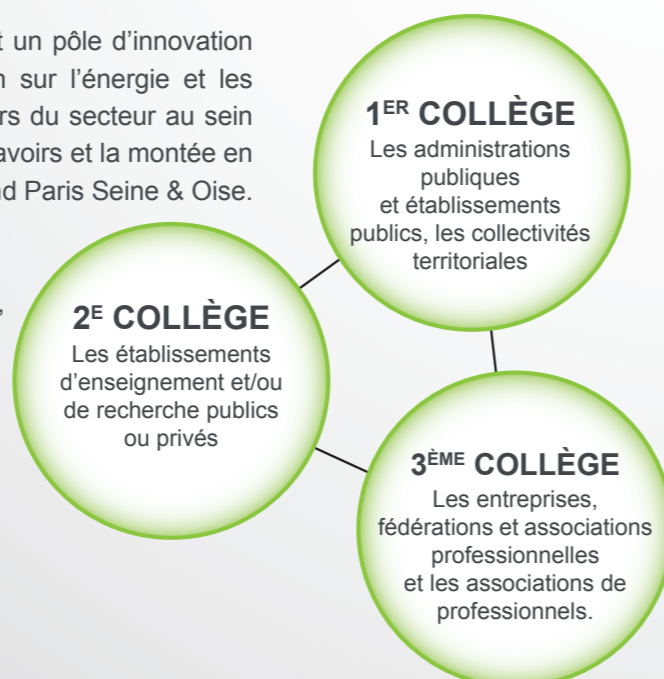 un pôle d’innovation
sur l’énergie et les
du secteur au sein
avoirs et la montée en
Paris Seine & Oise.
,
1ER COLLÈGE
Les administrations
publiques
et établissements
publics, les collectivités
territoriales
2E COLLÈGE
Les établissements
d’enseignement et/ou
de recherche publics
ou privés
3ÈME COLLÈGE
Les entreprises,
fédérations et associations
professionnelles
et les associations de
professionnels.